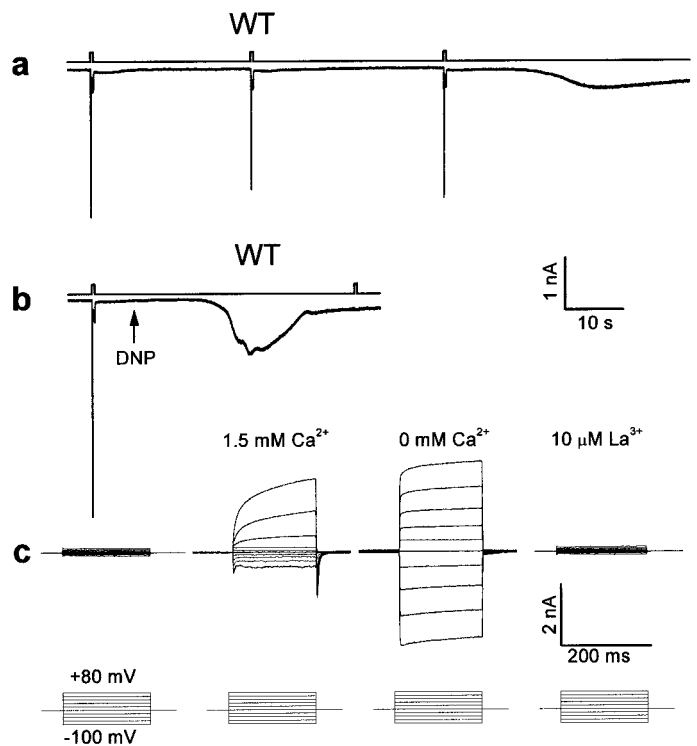 WT
a
WT
b
DNP
1 nA
10 s
1.5 mM Ca²⁺
0 mM Ca²⁺
10 µM La³⁺
c
2 nA
200 ms
+80 mV
-100 mV